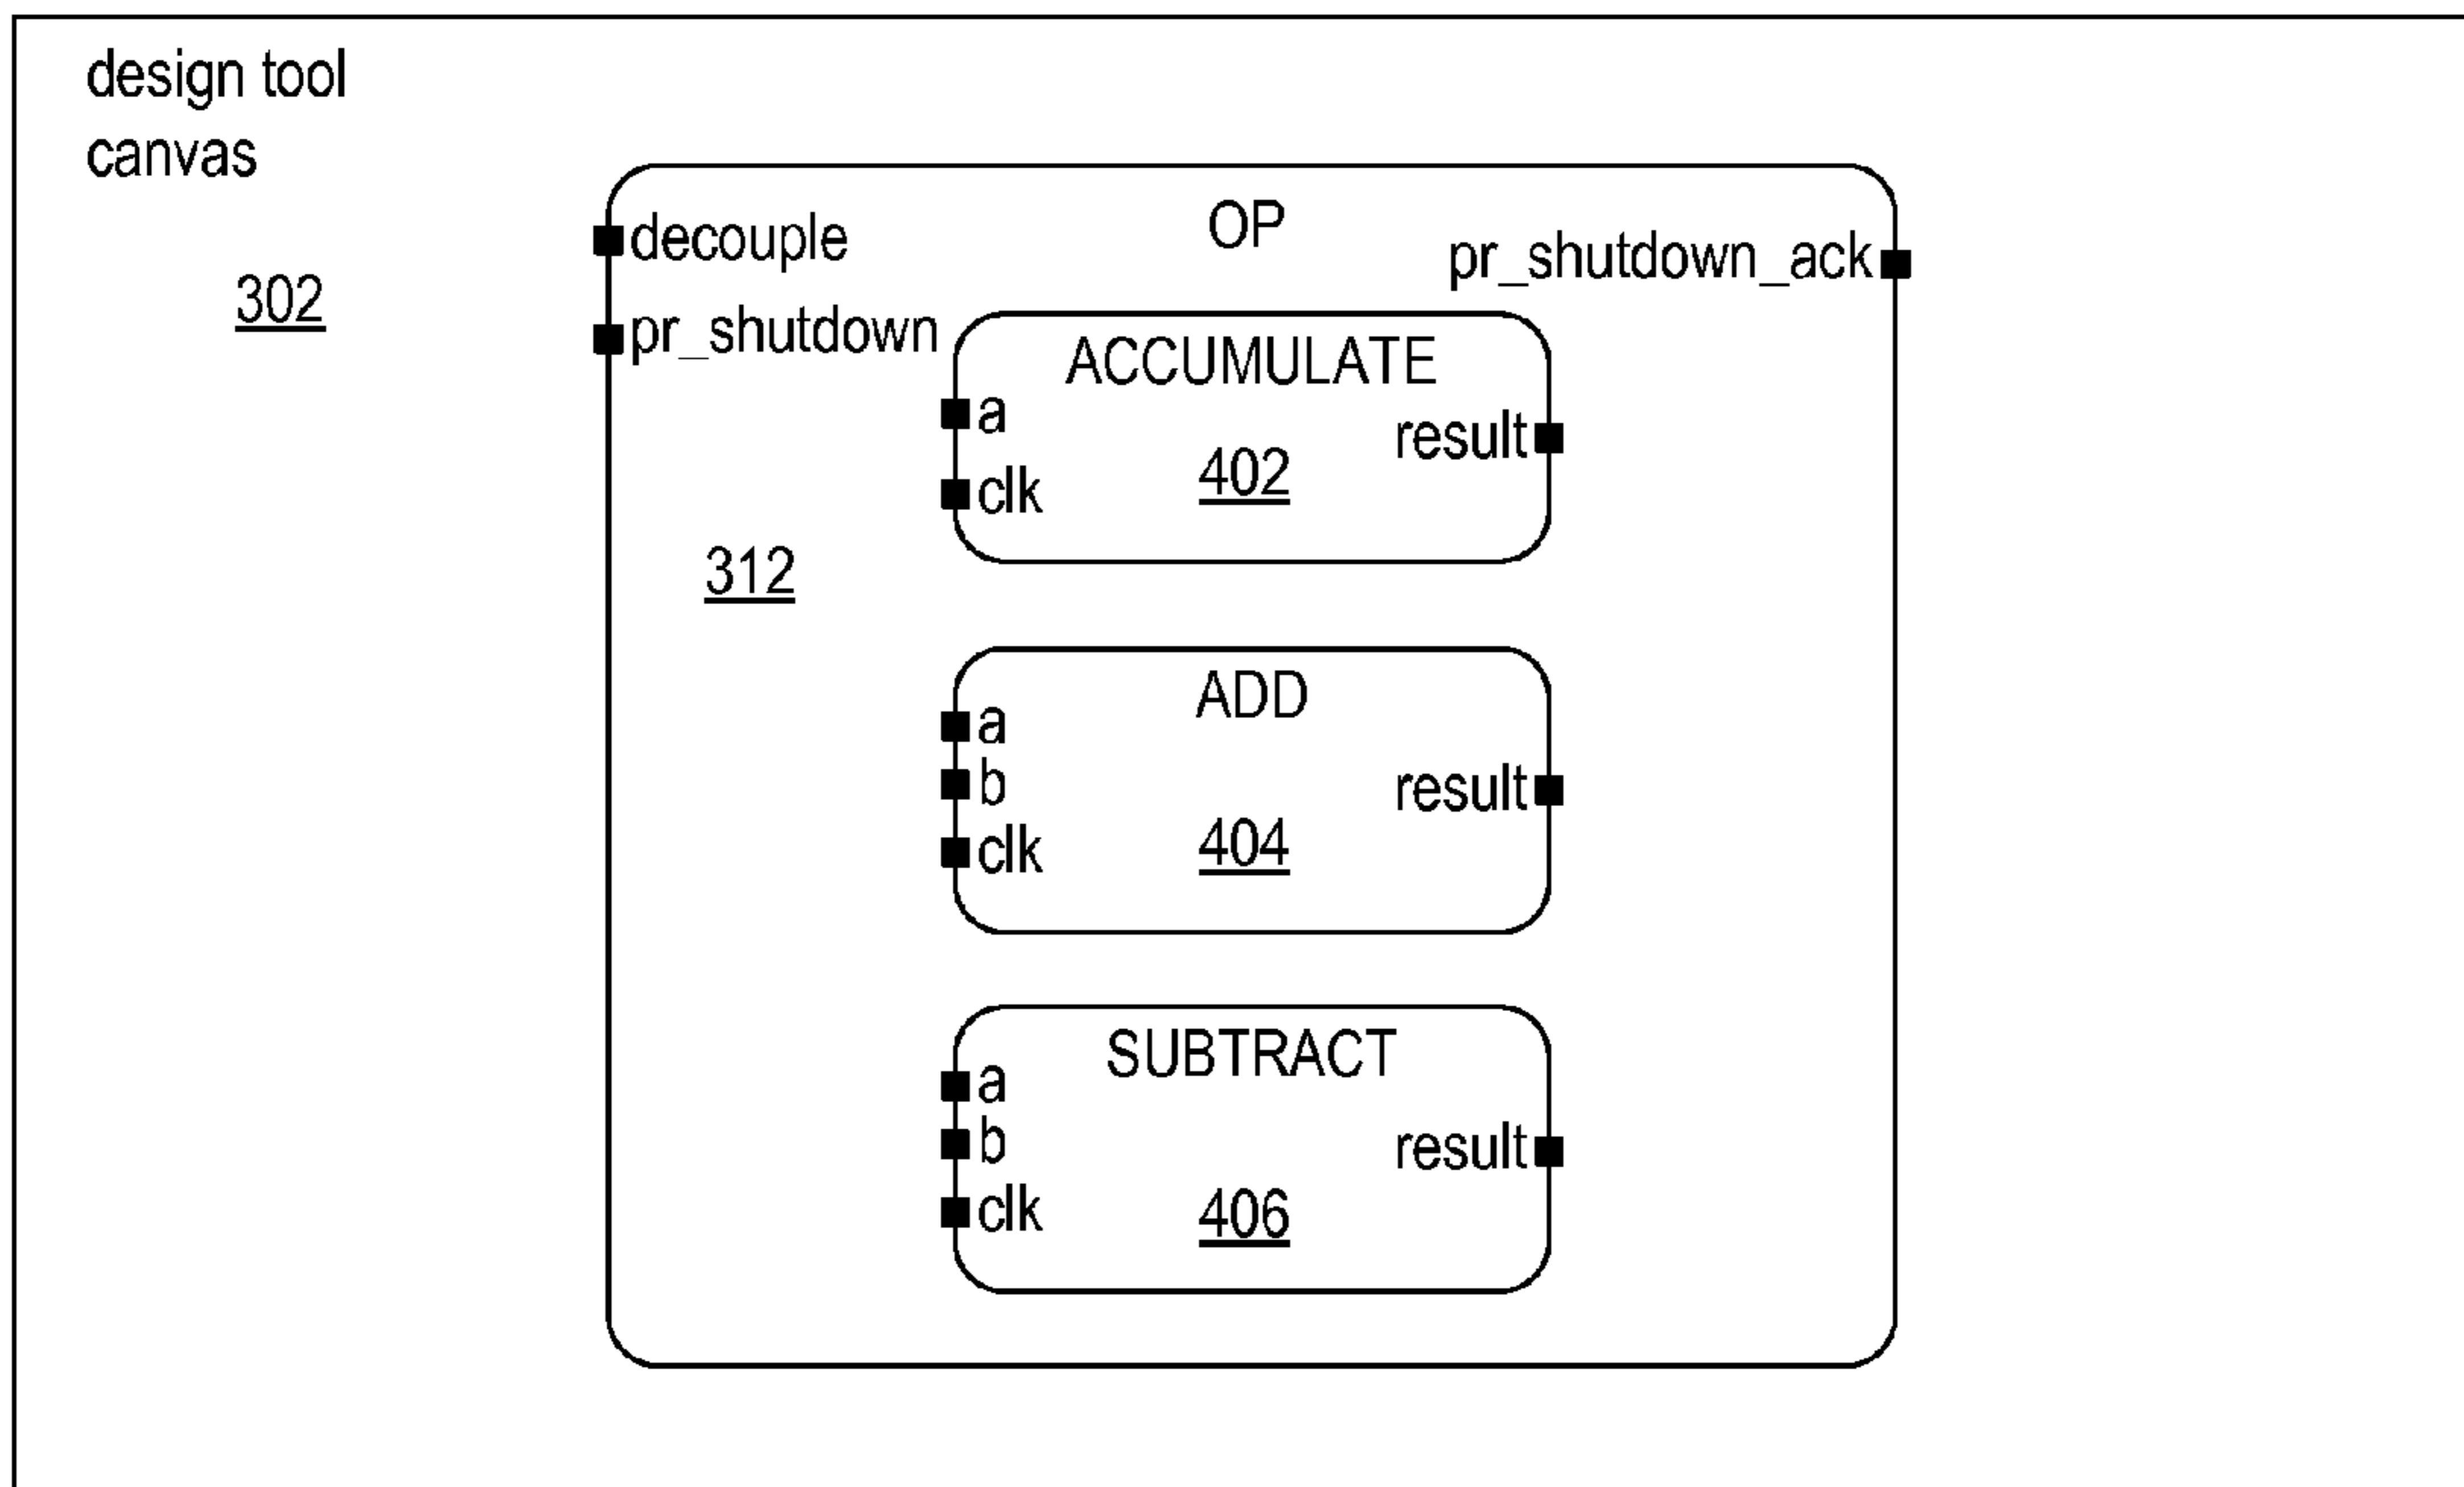 design tool
canvas
302
OP
decouple
pr_shutdown
pr_shutdown_ack
312
ACCUMULATE
a
clk
result
402
ADD
a
b
clk
result
404
SUBTRACT
a
b
clk
result
406